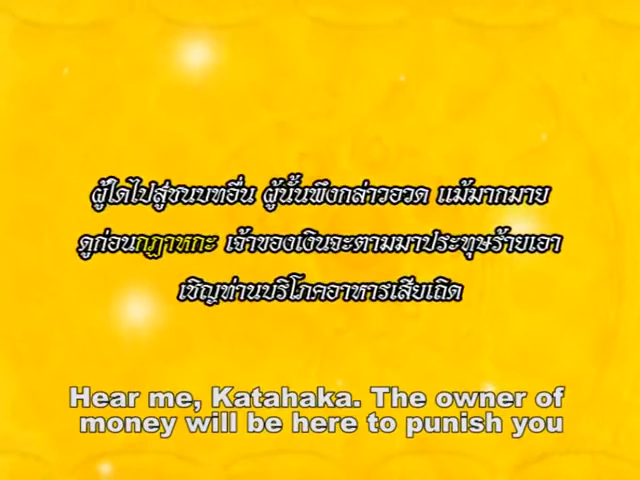 ผู้ใดไปสู่ชนบทอื่น ผู้นั้นพึงกล่าวอวด แม้มากมาย
ดูก่อนกฏาหกะ เจ้าของเงินจะตามมาประทุษร้ายเอา
เชิญท่านบริโภคอาหารเสียเถิด
Hear me, Katahaka. The owner of
money will be here to punish you